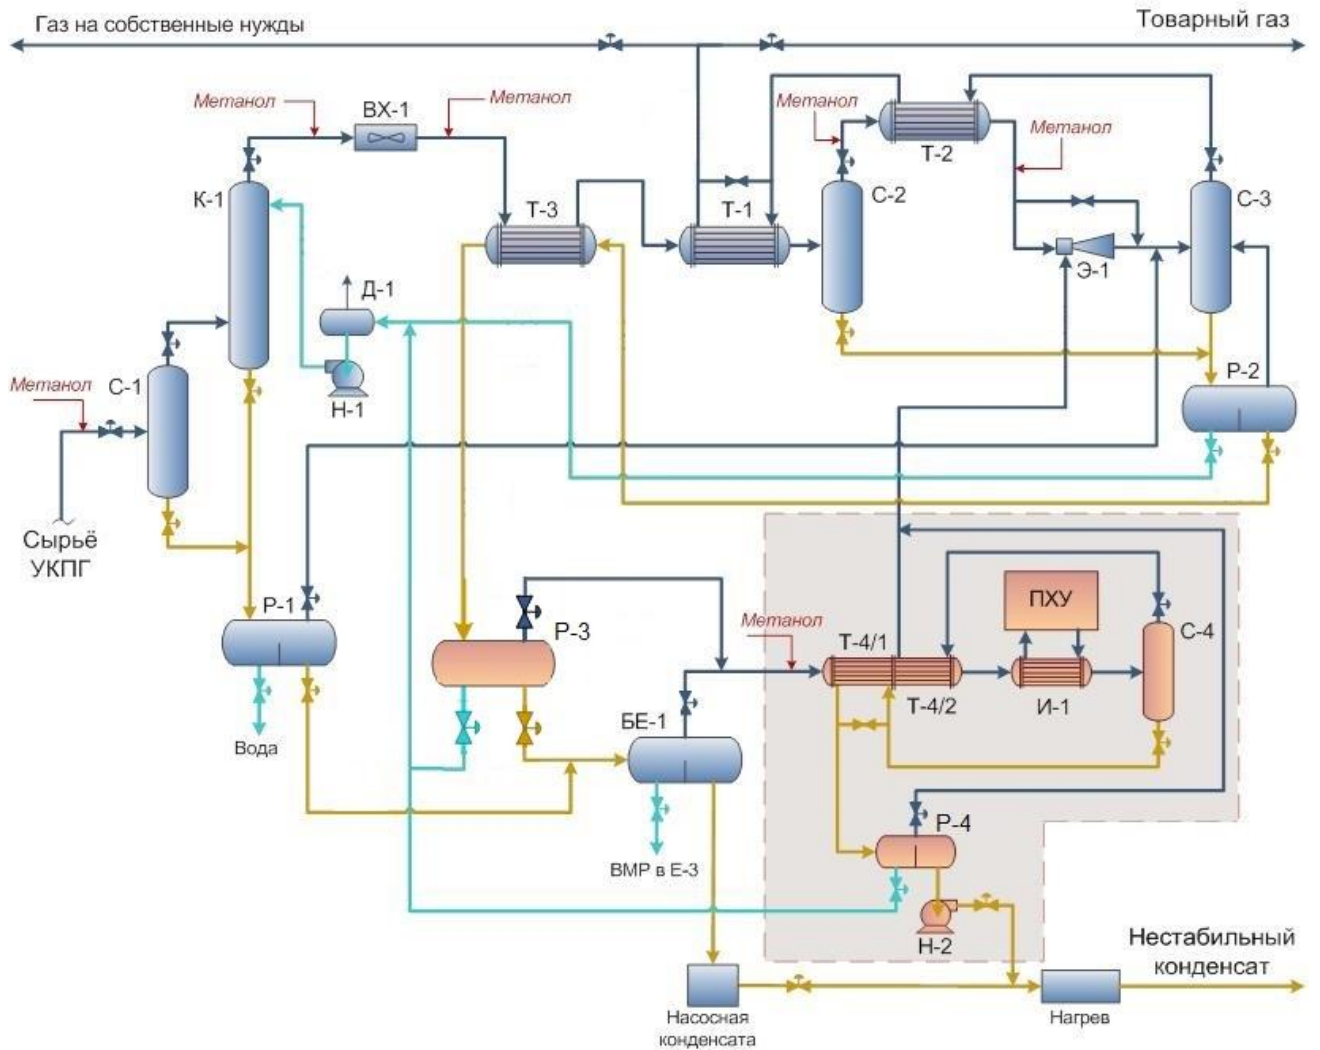 Газ на собственные нужды
Товарный газ
Метанол
ВХ-1
Метанол
Метанол
Т-2
Метанол
К-1
Т-3
Т-1
С-2
С-3
Э-1
Д-1
Н-1
Метанол
С-1
Р-2
Сырьё
УКПГ
Р-1
Р-3
Метанол
Т-4/1
ПХУ
С-4
Т-4/2
И-1
БЕ-1
Вода
Р-4
ВМР в Е-3
Н-2
Нестабильный
конденсат
Насосная
конденсата
Нагрев